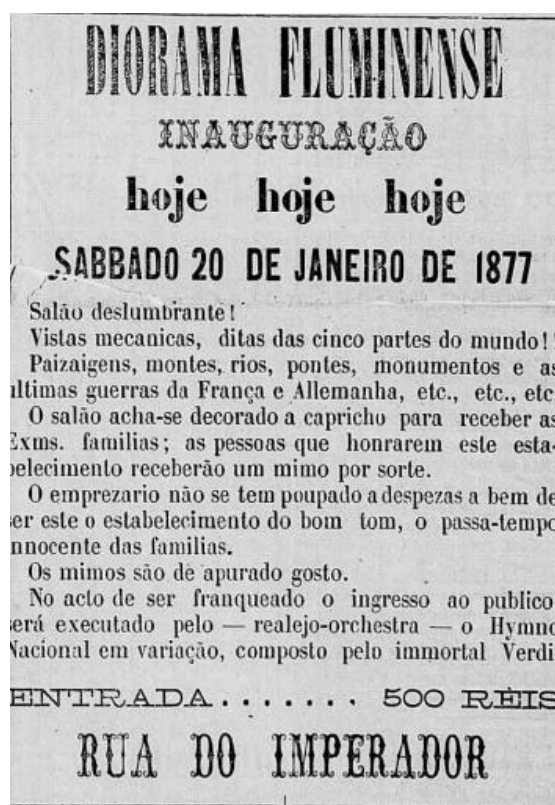 DIORAMA FLUMINENSE
INAUGURAÇÃO
hoje hoje hoje
SABBADO 20 DE JANEIRO DE 1877
Salão deslumbrante!
Vistas mecanicas, ditas das cinco partes do mundo!
Paizaigens, montes, rios, pontes, monumentos e as
ultimas guerras da França e Allemanha, etc., etc., etc
O salão acha-se decorado a capricho para receber as
Exms. familias; as pessoas que honrarem este esta-
belecimento receberão um mimo por sorte.
O emprezario não se tem poupado a despezas a bem de
ser este o estabelecimento do bom tom, o passa-tempo
innocente das familias.
Os mimos são de apurado gosto.
No acto de ser franqueado o ingresso ao publico
será executado pelo — realejo-orchestra — o Hymno
Nacional em variação, composto pelo immortal Verdi
ENTRADA....... 500 RÉIS
RUA DO IMPERADOR